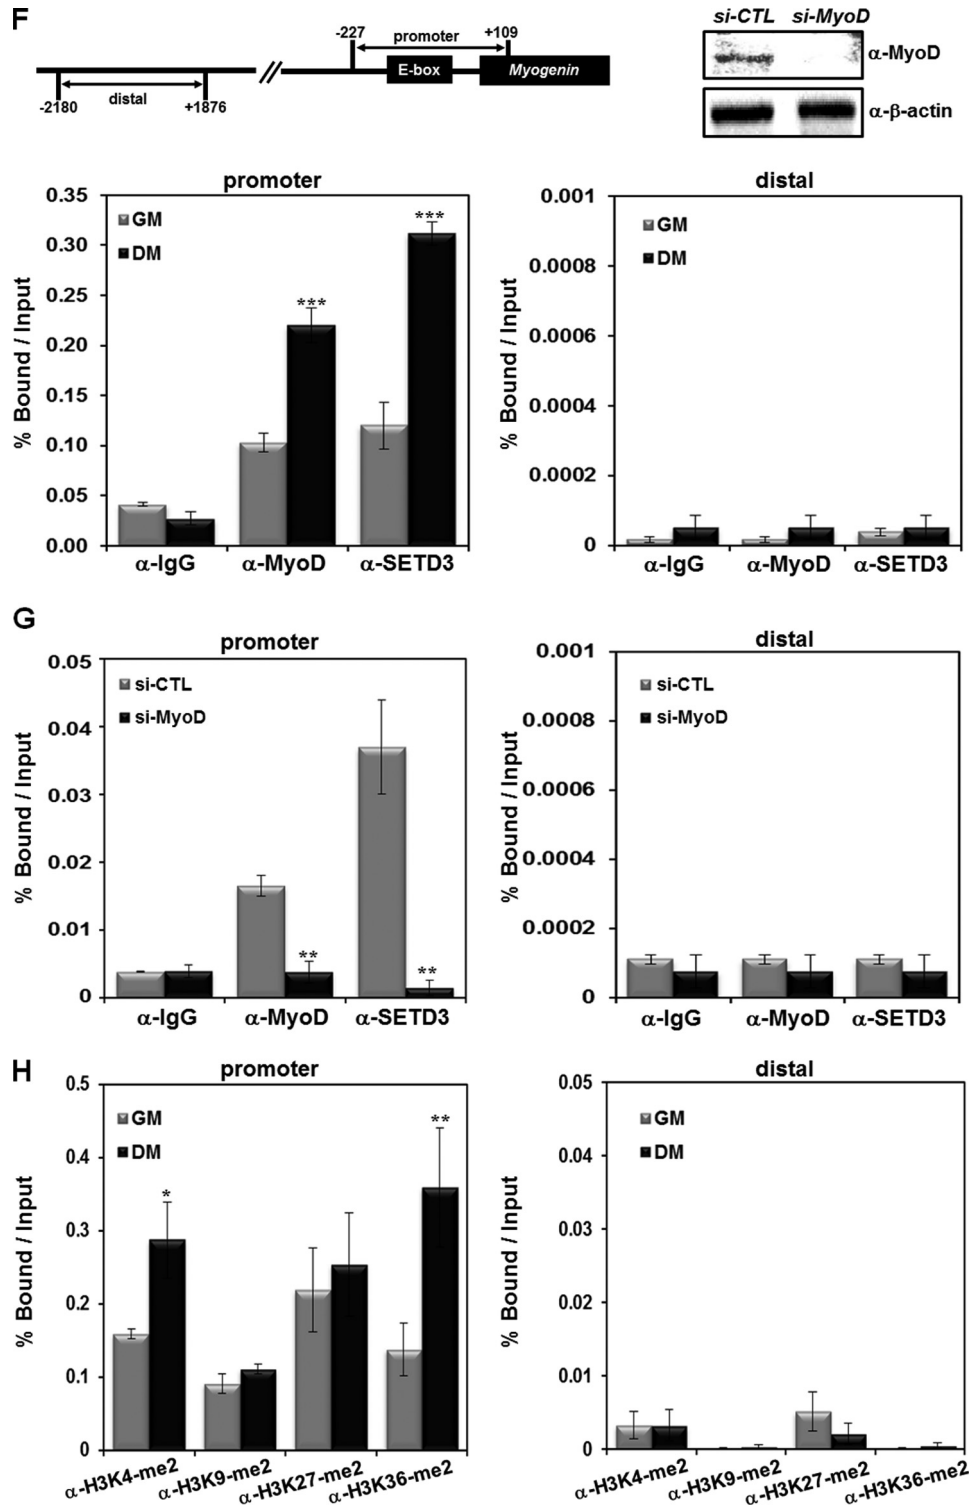 F
-227
promoter
+109
E-box
Myogenin
-2180
distal
+1876
si-CTL si-MyoD
α-MyoD
α-β-actin
promoter
% Bound / Input
0.35
0.30
0.25
0.20
0.15
0.10
0.05
0.00
GM
DM
***
***
α-IgG α-MyoD α-SETD3
distal
% Bound / Input
0.001
0.0008
0.0006
0.0004
0.0002
0
GM
DM
α-IgG α-MyoD α-SETD3
G
promoter
% Bound / Input
0.05
0.04
0.03
0.02
0.01
0
si-CTL
si-MyoD
**
**
α-IgG α-MyoD α-SETD3
distal
% Bound / Input
0.001
0.0008
0.0006
0.0004
0.0002
0
si-CTL
si-MyoD
α-IgG α-MyoD α-SETD3
H
promoter
% Bound / Input
0.5
0.4
0.3
0.2
0.1
0
GM
DM
*
**
α-H3K4-me2 α-H3K9-me2 α-H3K27-me2 α-H3K36-me2
distal
% Bound / Input
0.05
0.04
0.03
0.02
0.01
0
GM
DM
α-H3K4-me2 α-H3K9-me2 α-H3K27-me2 α-H3K36-me2